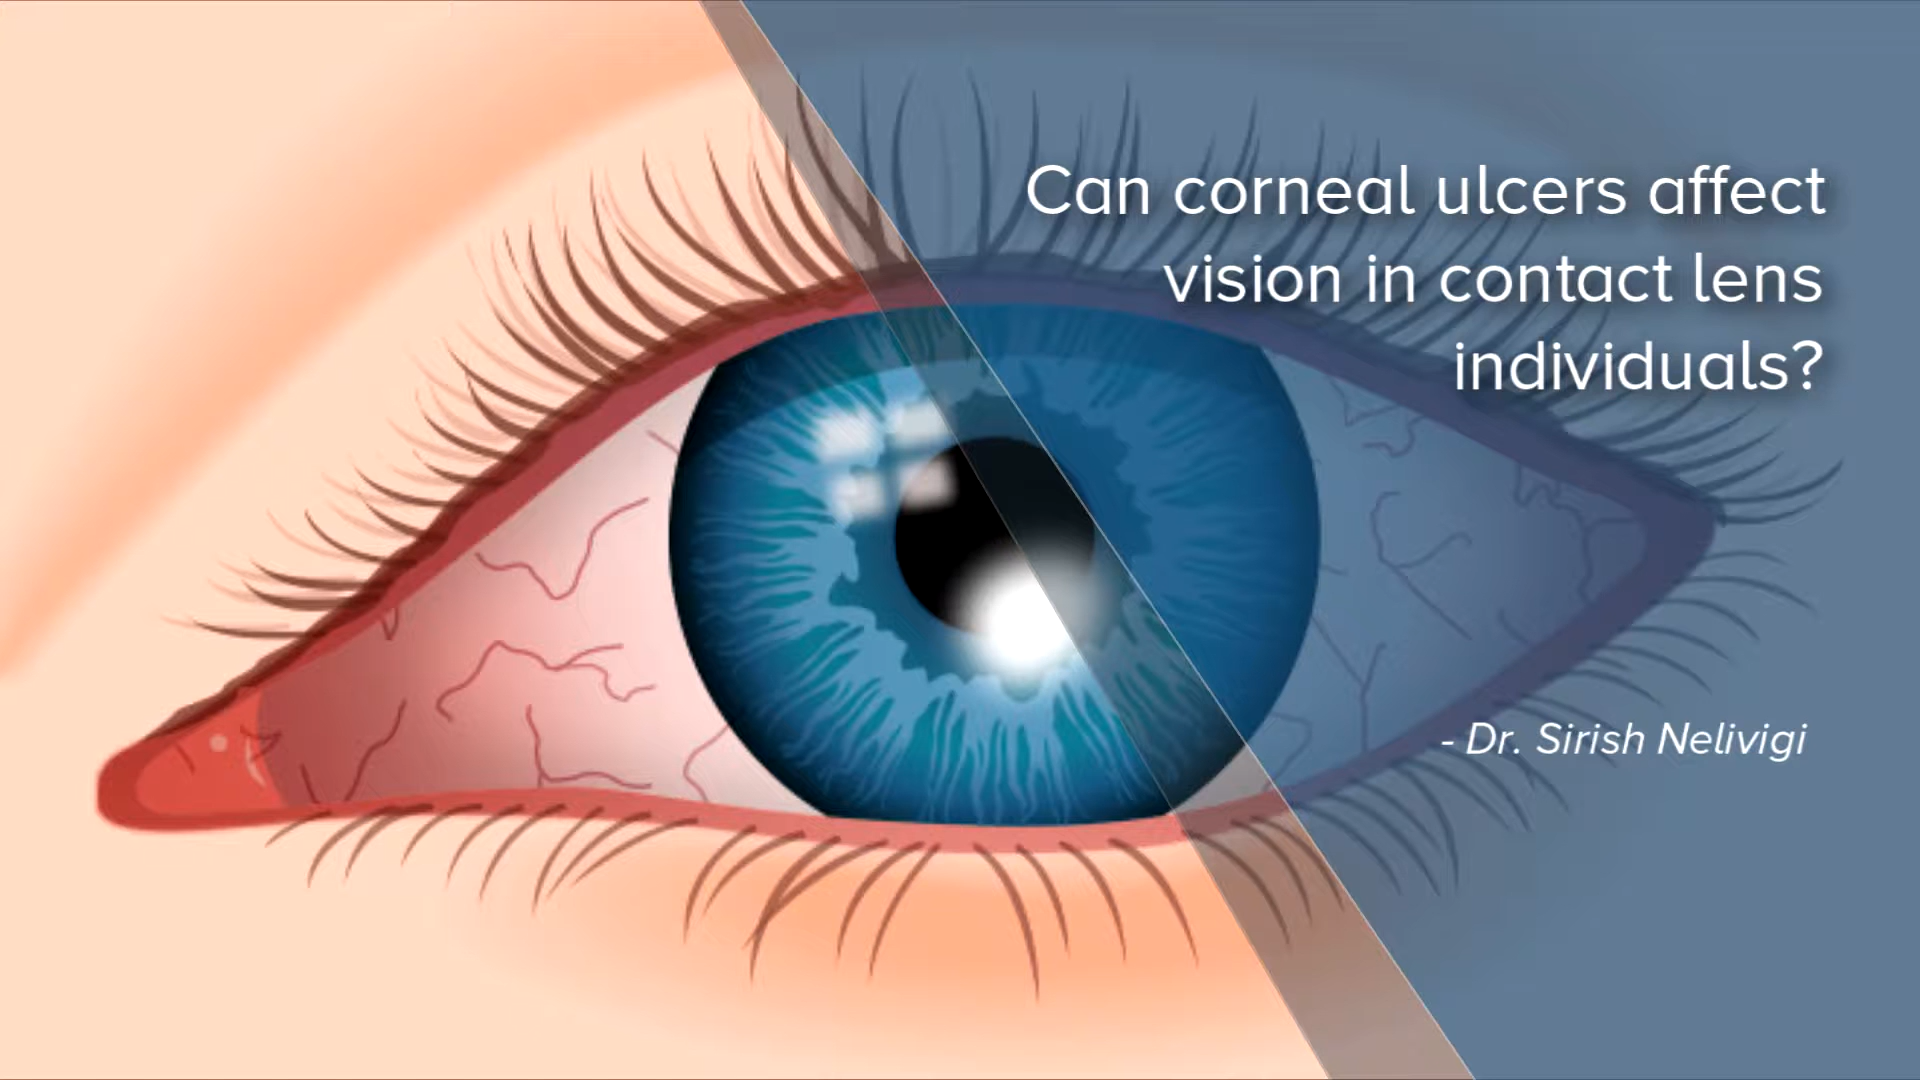 Can corneal ulcers affect
vision in contact lens
individuals?
- Dr. Sirish Nelivigi